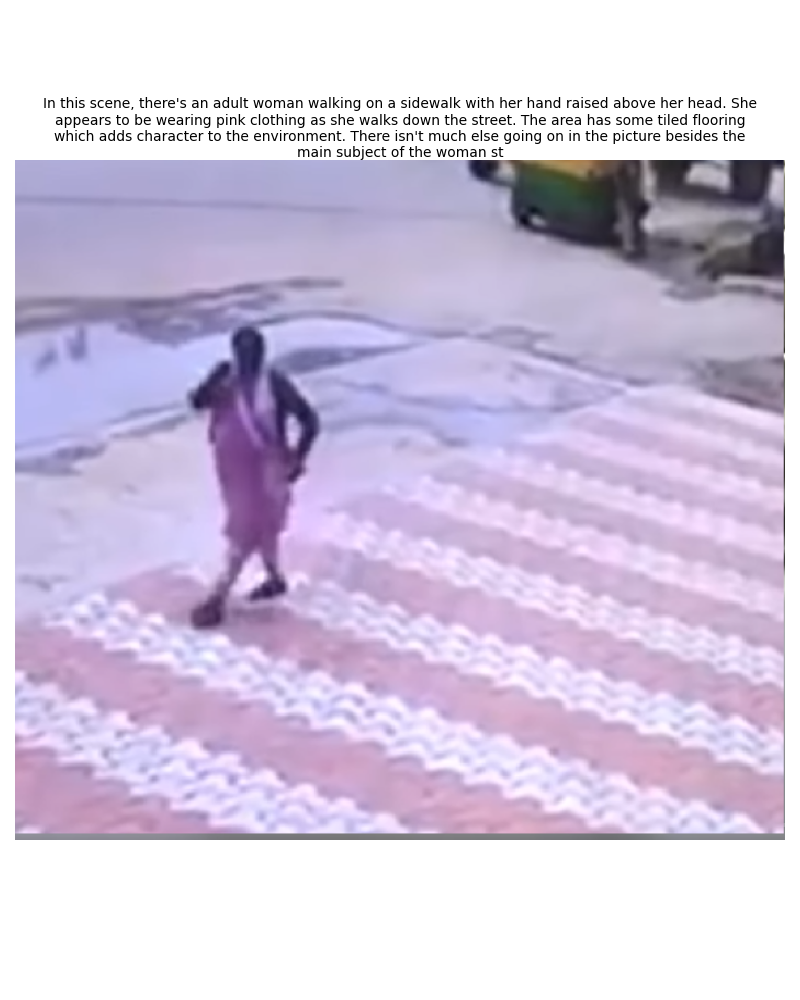 In this scene, there's an adult woman walking on a sidewalk with her hand raised above her head. She
appears to be wearing pink clothing as she walks down the street. The area has some tiled flooring
which adds character to the environment. There isn't much else going on in the picture besides the
main subject of the woman st